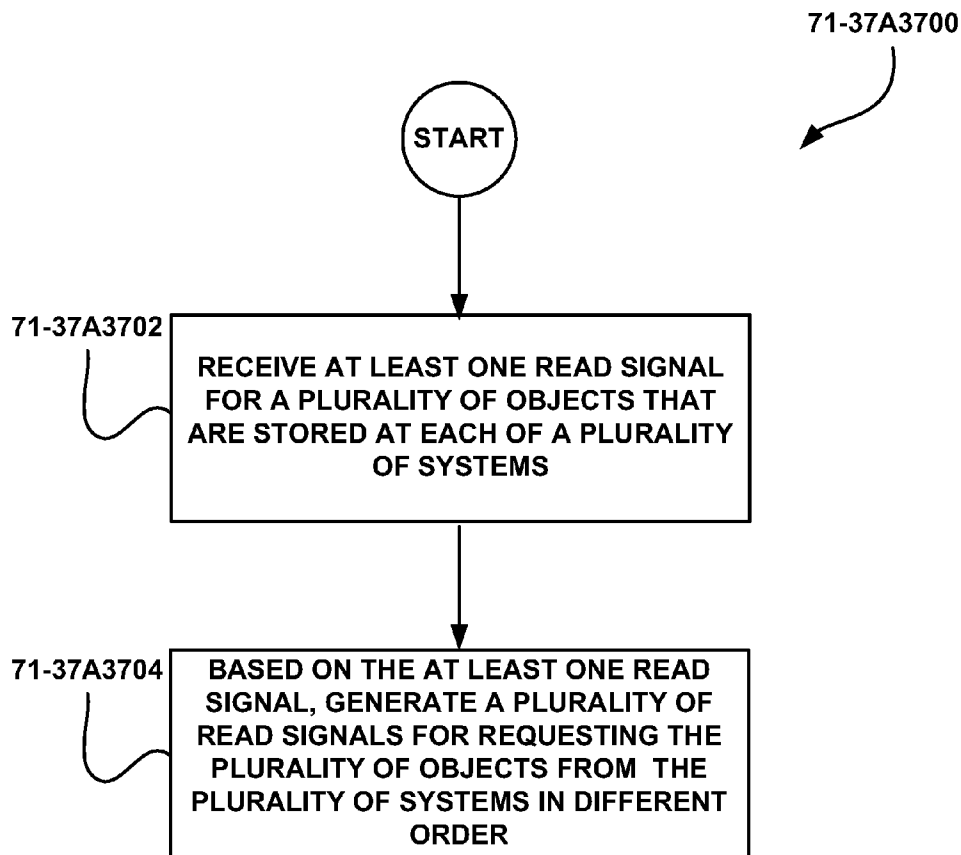 71-37A3700
START
71-37A3702
RECEIVE AT LEAST ONE READ SIGNAL
FOR A PLURALITY OF OBJECTS THAT
ARE STORED AT EACH OF A PLURALITY
OF SYSTEMS
71-37A3704
BASED ON THE AT LEAST ONE READ
SIGNAL, GENERATE A PLURALITY OF
READ SIGNALS FOR REQUESTING THE
PLURALITY OF OBJECTS FROM THE
PLURALITY OF SYSTEMS IN DIFFERENT
ORDER